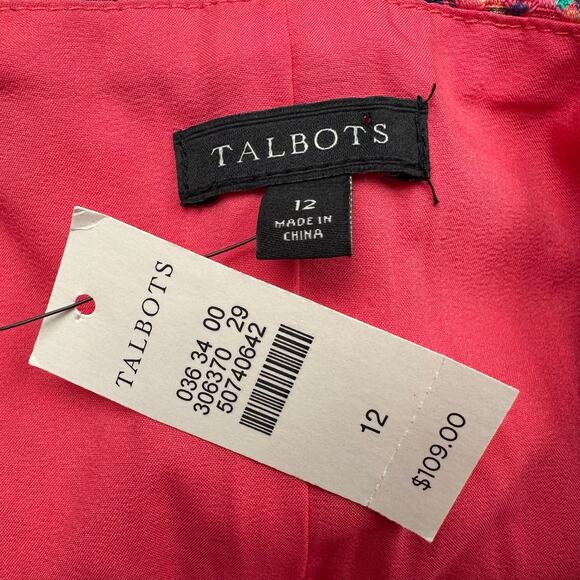 TALBOTS
12
MADE IN
CHINA
TALBOTS
036 34 00
306370 29
50740642
12
$109.00